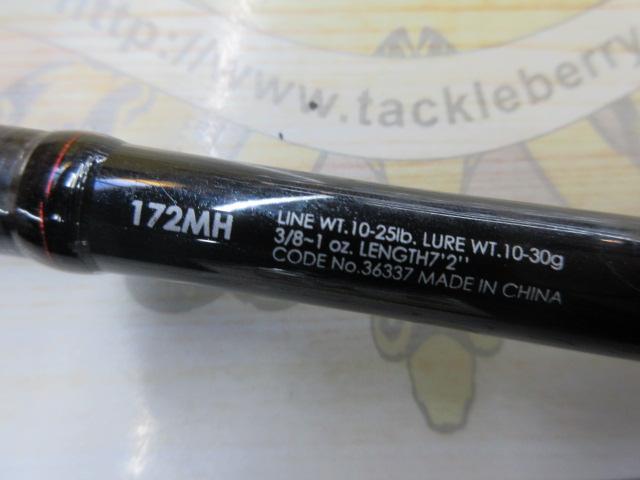 http://www.tackleberry
172MH
LINE WT.10-25lb. LURE WT.10-30g
3/8-1 oz. LENGTH7'2''
CODE No.36337 MADE IN CHINA